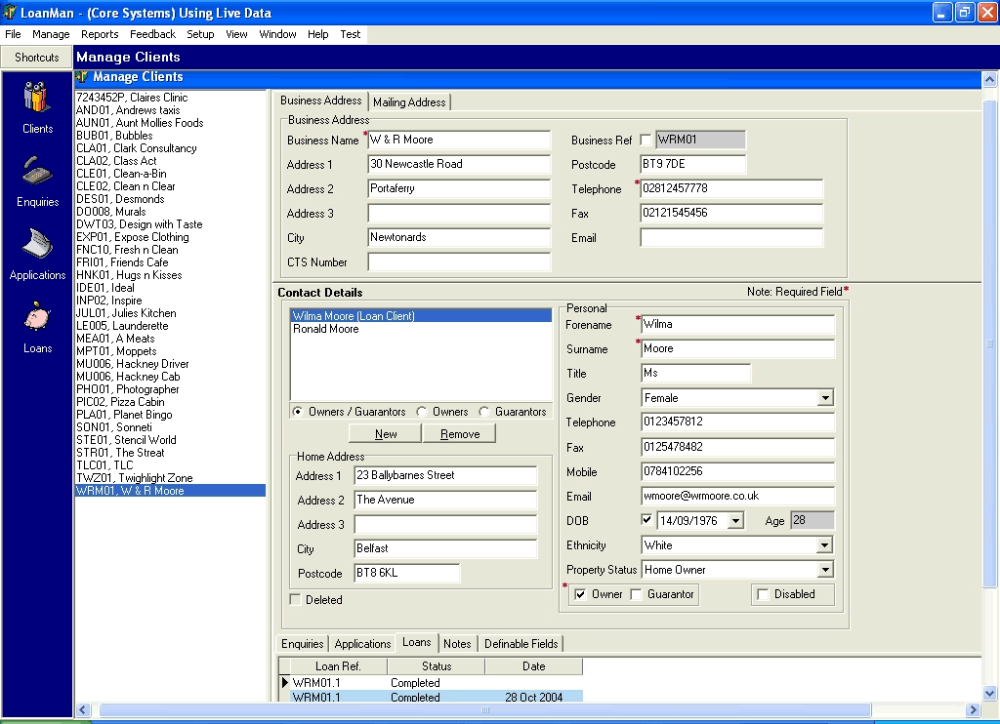 LoanMan - (Core Systems) Using Live Data
File Manage Reports Feedback Setup View Window Help Test
Shortcuts
Manage Clients
Manage Clients
Clients
Enquiries
Applications
Loans
7243452P, Claires Clinic
AND01, Andrews taxis
AUN01, Aunt Mollies Foods
BUB01, Bubbles
CLA01, Clark Consultancy
CLA02, Class Act
CLE01, Clean-a-Bin
CLE02, Clean n Clear
DES01, Desmonds
DO008, Murals
DWT03, Design with Taste
EXP01, Expose Clothing
FNC10, Fresh n Clean
FRI01, Friends Cafe
HNK01, Hugs n Kisses
IDE01, Ideal
INP02, Inspire
JUL01, Julies Kitchen
LE005, Launderette
MEA01, A Meats
MPT01, Moppets
MU006, Hackney Driver
MU006, Hackney Cab
PHO01, Photographer
PIC02, Pizza Cabin
PLA01, Planet Bingo
SON01, Sonneti
STE01, Stencil World
STR01, The Streat
TLC01, TLC
TWZ01, Twighlight Zone
WRM01, W & R Moore
Business Address Mailing Address
Business Address
Business Name * W & R Moore Business Ref WRM01
Address 1 30 Newcastle Road Postcode BT9 7DE
Address 2 Portaferry Telephone * 02812457778
Address 3 Fax 02121545456
City Newtonards Email
CTS Number
Contact Details Note: Required Field *
Wilma Moore (Loan Client)
Ronald Moore
Owners / Guarantors Owners Guarantors
New Remove
Home Address
Address 1 23 Ballybarnes Street
Address 2 The Avenue
Address 3
City Belfast
Postcode BT8 6KL
Deleted
Personal
Forename * Wilma
Surname * Moore
Title Ms
Gender Female
Telephone 0123457812
Fax 0125478482
Mobile 0784102256
Email wmoore@wrmoore.co.uk
DOB 14/09/1976 Age 28
Ethnicity White
Property Status Home Owner
* Owner Guarantor Disabled
Enquiries Applications Loans Notes Definable Fields
Loan Ref. Status Date
WRM01.1 Completed
WRM01.1 Completed 28 Oct 2004